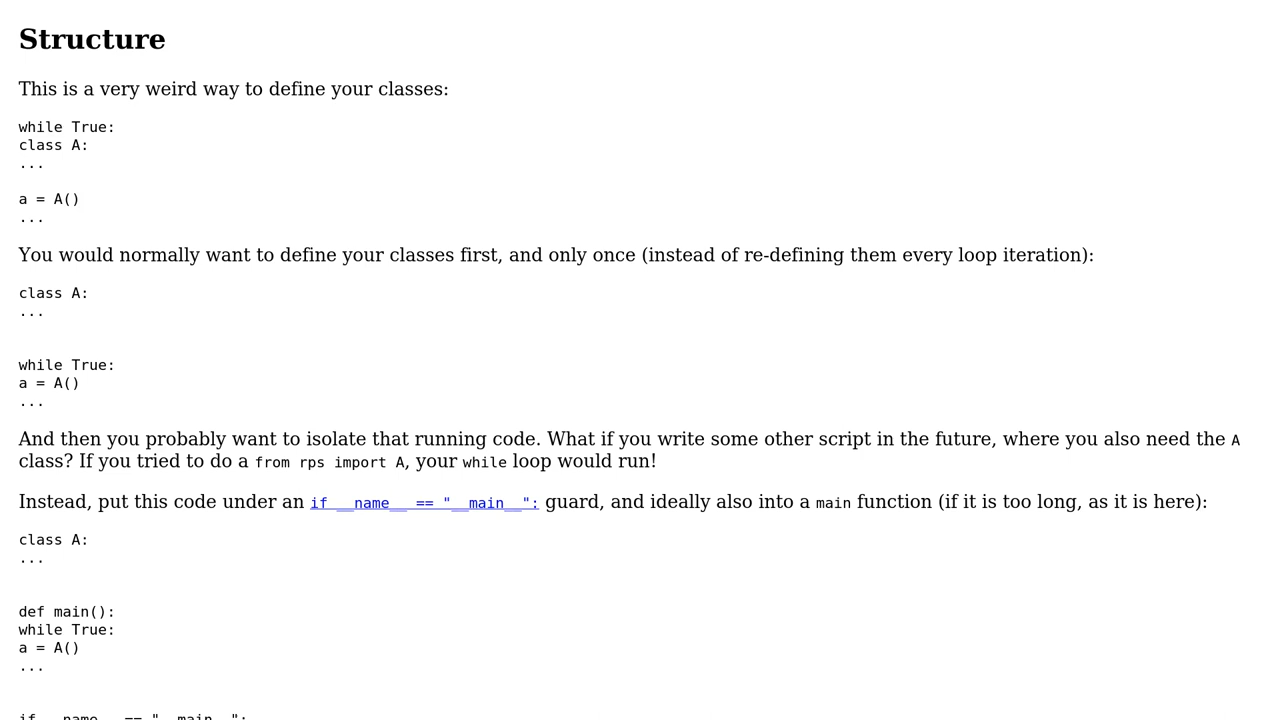 Structure
This is a very weird way to define your classes:
while True:
class A:
...
a = A()
...
You would normally want to define your classes first, and only once (instead of re-defining them every loop iteration):
class A:
...
while True:
a = A()
...
And then you probably want to isolate that running code. What if you write some other script in the future, where you also need the A
class? If you tried to do a from rps import A, your while loop would run!
Instead, put this code under an if __name__ == "__main__": guard, and ideally also into a main function (if it is too long, as it is here):
class A:
...
def main():
while True:
a = A()
...
if __name__ == "__main__":